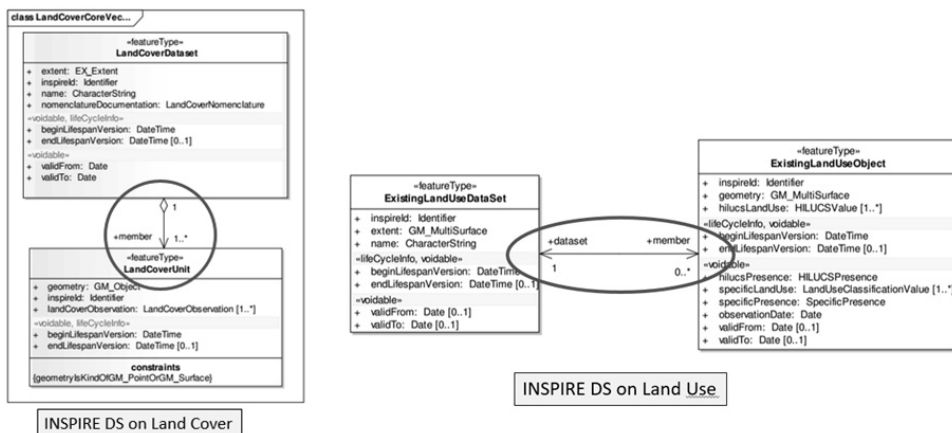 class LandCoverCoreVec...
«featureType»
LandCoverDataset
+ extent: EX_Extent
+ inspireId: Identifier
+ name: CharacterString
+ nomenclatureDocumentation: LandCoverNomenclature
«voidable, lifeCycleInfo»
+ beginLifespanVersion: DateTime
+ endLifespanVersion: DateTime [0..1]
«voidable»
+ validFrom: Date
+ validTo: Date
1
+member 1..*
«featureType»
LandCoverUnit
+ geometry: GM_Object
+ inspireId: Identifier
+ landCoverObservation: LandCoverObservation [1..*]
«voidable, lifeCycleInfo»
+ beginLifespanVersion: DateTime
+ endLifespanVersion: DateTime [0..1]
constraints
{geometryIsKindOfGM_PointOrGM_Surface}
INSPIRE DS on Land Cover
«featureType»
ExistingLandUseDataSet
+ inspireId: Identifier
+ extent: GM_MultiSurface
+ name: CharacterString
«lifeCycleInfo, voidable»
+ beginLifespanVersion: DateTime
+ endLifespanVersion: DateTime [0..1]
«voidable»
+ validFrom: Date [0..1]
+ validTo: Date [0..1]
+dataset +member
1 0..*
«featureType»
ExistingLandUseObject
+ inspireId: Identifier
+ geometry: GM_MultiSurface
+ hilucsLandUse: HILUCSValue [1..*]
«lifeCycleInfo, voidable»
+ beginLifespanVersion: DateTime
+ endLifespanVersion: DateTime [0..1]
«voidable»
+ hilucsPresence: HILUCSPresence
+ specificLandUse: LandUseClassificationValue [1..*]
+ specificPresence: SpecificPresence
+ observationDate: Date
+ validFrom: Date [0..1]
+ validTo: Date [0..1]
INSPIRE DS on Land Use